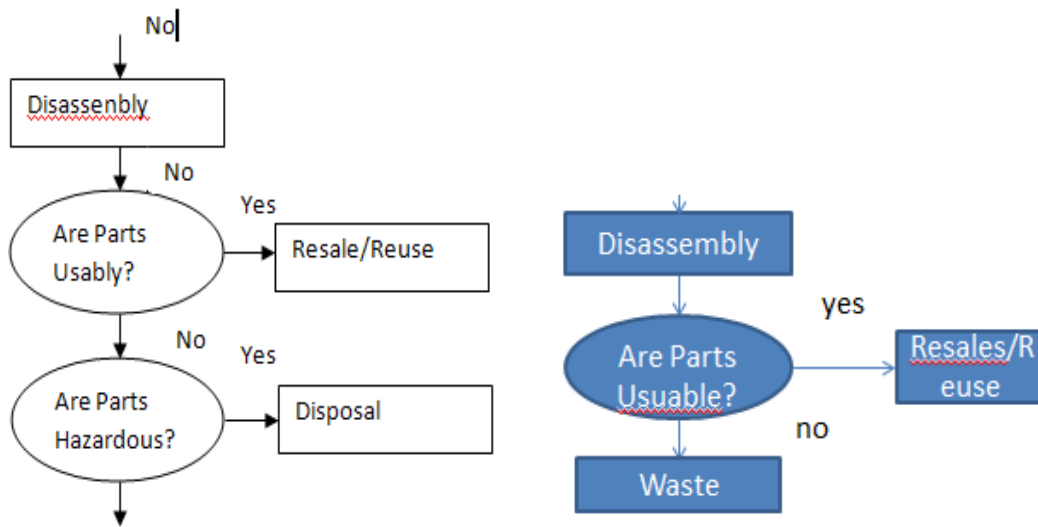 No
Disassenbly
No
Are Parts
Usably?
Yes
Resale/Reuse
No
Are Parts
Hazardous?
Yes
Disposal
Disassembly
Are Parts
Usuable?
yes
Resales/R
euse
no
Waste